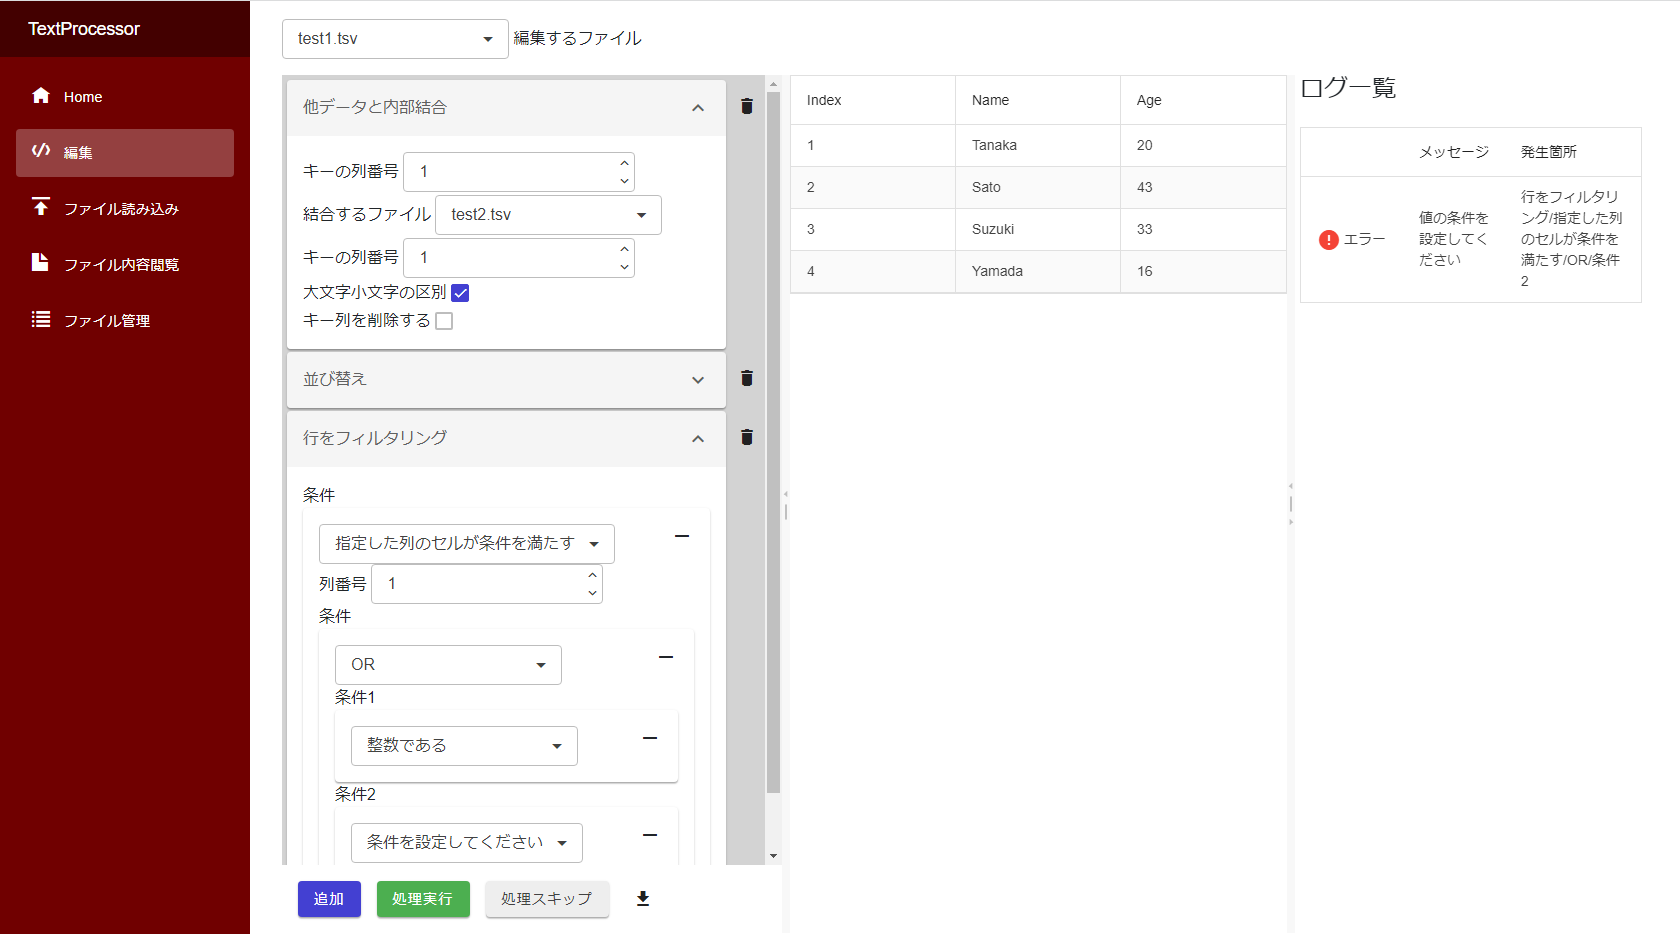 TextProcessor
Home
編集
ファイル読み込み
ファイル内容閲覧
ファイル管理
test1.tsv 編集するファイル
他データと内部結合
キーの列番号 1
結合するファイル test2.tsv
キーの列番号 1
大文字小文字の区別
キー列を削除する
並び替え
行をフィルタリング
条件
指定した列のセルが条件を満たす
列番号 1
条件
OR
条件1
整数である
条件2
条件を設定してください
追加 処理実行 処理スキップ
Index Name Age
1 Tanaka 20
2 Sato 43
3 Suzuki 33
4 Yamada 16
ログ一覧
メッセージ 発生箇所
エラー
値の条件を
設定してく
ださい
行をフィルタリ
ング/指定した列
のセルが条件を
満たす/OR/条件
2